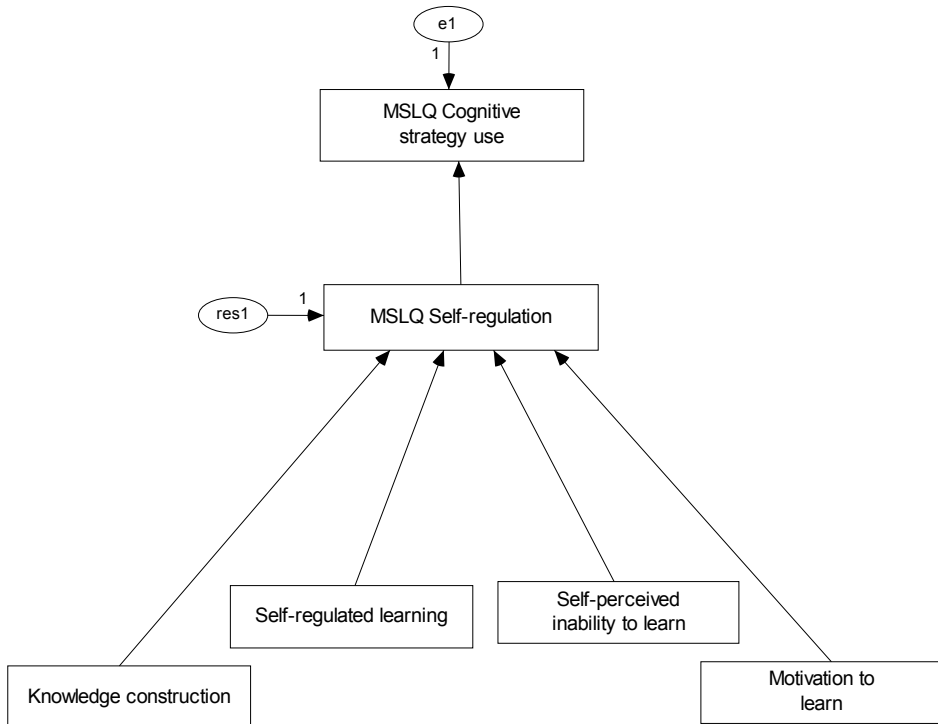 e1
1
MSLQ Cognitive
strategy use
1
res1
MSLQ Self-regulation
Self-regulated learning
Self-perceived
inability to learn
Knowledge construction
Motivation to
learn